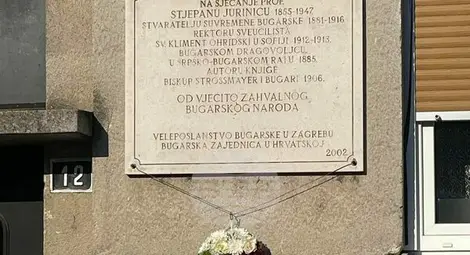 NA SJEĆANJE PROF.
STJEPANU JURINIĆU 1855-1947
STVARATELJU SUVREMENE BUGARSKE 1881-1916
REKTORU SVEUČILIŠTA
SV. KLIMENT OHRIDSKI U SOFIJI 1912-1913.
BUGARSKOM DRAGOVOLJCU
U SRPSKO-BUGARSKOM RATU 1885.
AUTORU KNJIGE
BISKUP STROSSMAYER I BUGARI 1906.
OD VJEČITO ZAHVALNOG
BUGARSKOG NARODA
VELEPOSLANSTVO BUGARSKE U ZAGREBU
BUGARSKA ZAJEDNICA U HRVATSKOJ
2002.
12